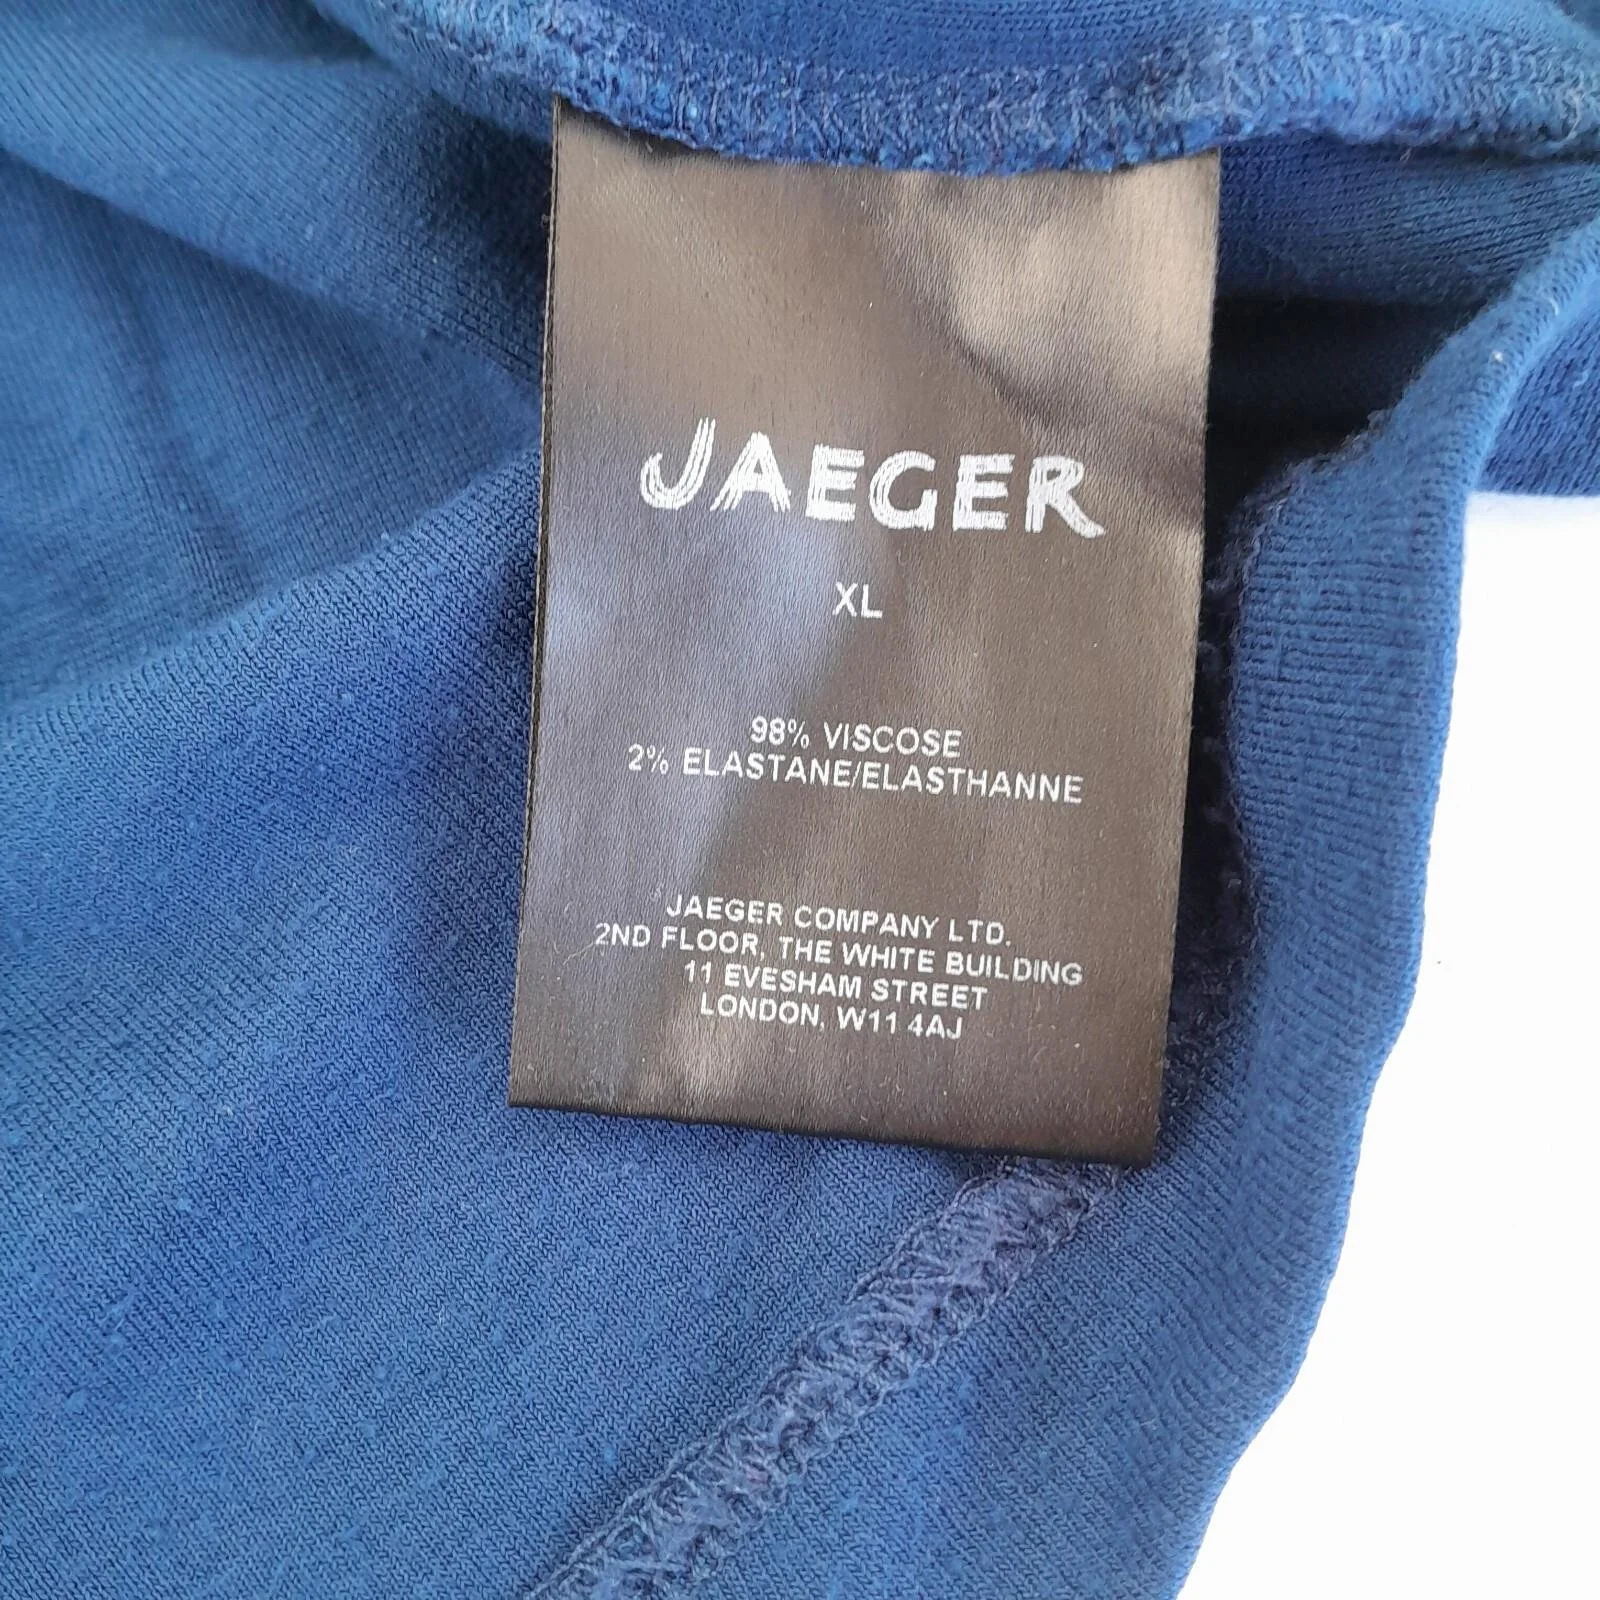 JAEGER
XL
98% VISCOSE
2% ELASTANE/ELASTHANNE
JAEGER COMPANY LTD.
2ND FLOOR, THE WHITE BUILDING
11 EVESHAM STREET
LONDON, W11 4AJ